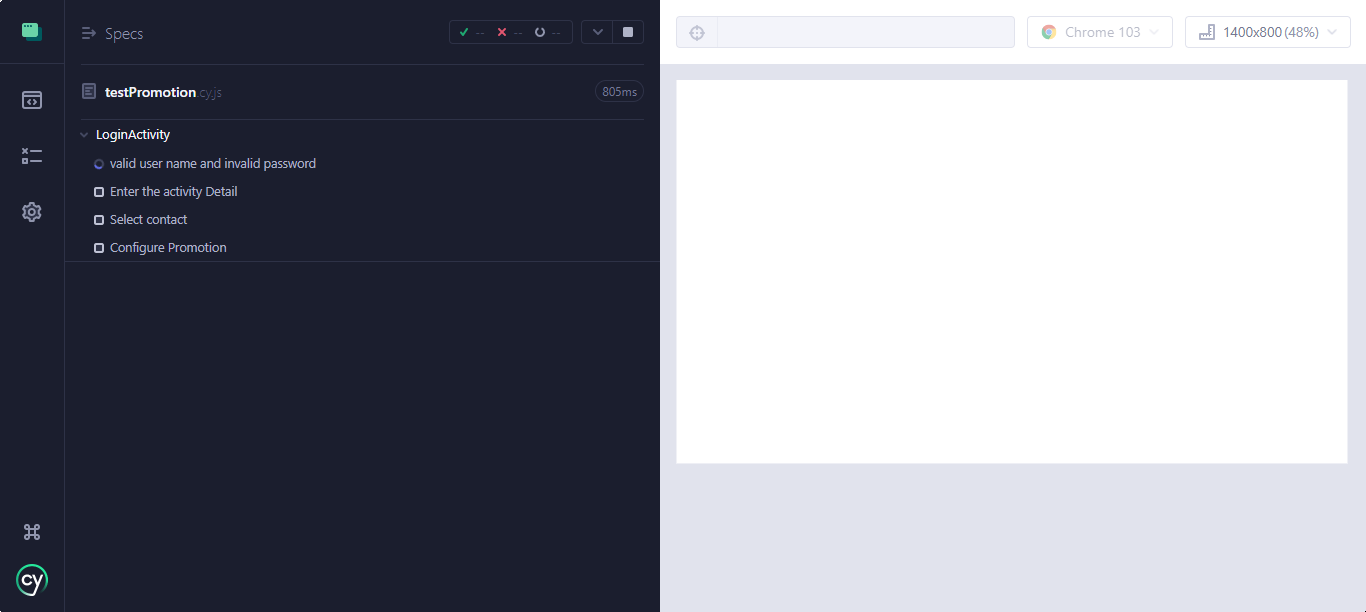 Specs
-- -- --
Chrome 103
1400x800 (48%)
testPromotion.cy.js
805ms
LoginActivity
valid user name and invalid password
Enter the activity Detail
Select contact
Configure Promotion
cy